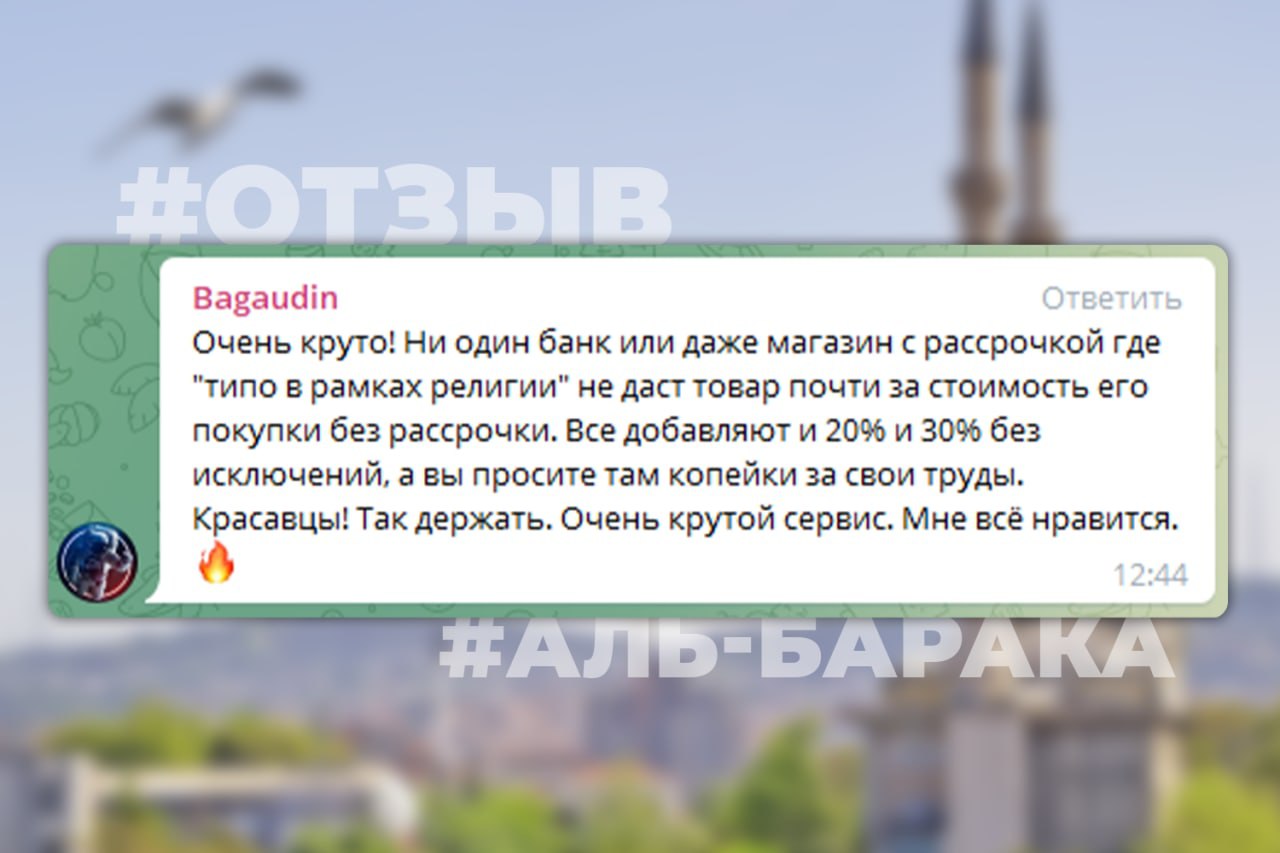 #ОТЗЫВ
Bagaudin
Ответить
Очень круто! Ни один банк или даже магазин с рассрочкой где
"типо в рамках религии" не даст товар почти за стоимость его
покупки без рассрочки. Все добавляют и 20% и 30% без
исключений, а вы просите там копейки за свои труды.
Красавцы! Так держать. Очень крутой сервис. Мне всё нравится.
🔥
12:44
#АЛЬ-БАРАКА